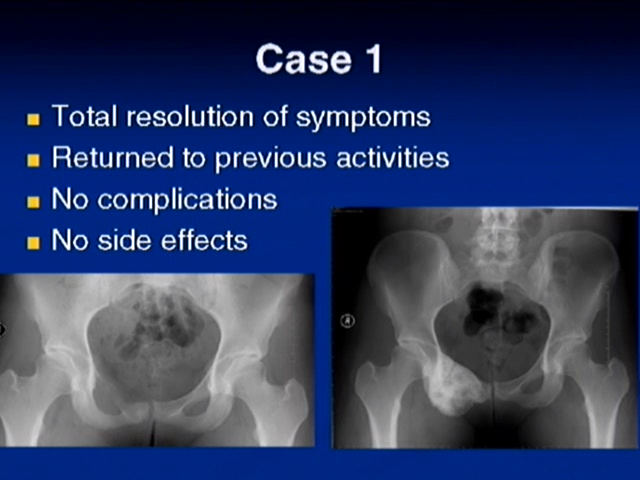 Case 1
Total resolution of symptoms
Returned to previous activities
No complications
No side effects